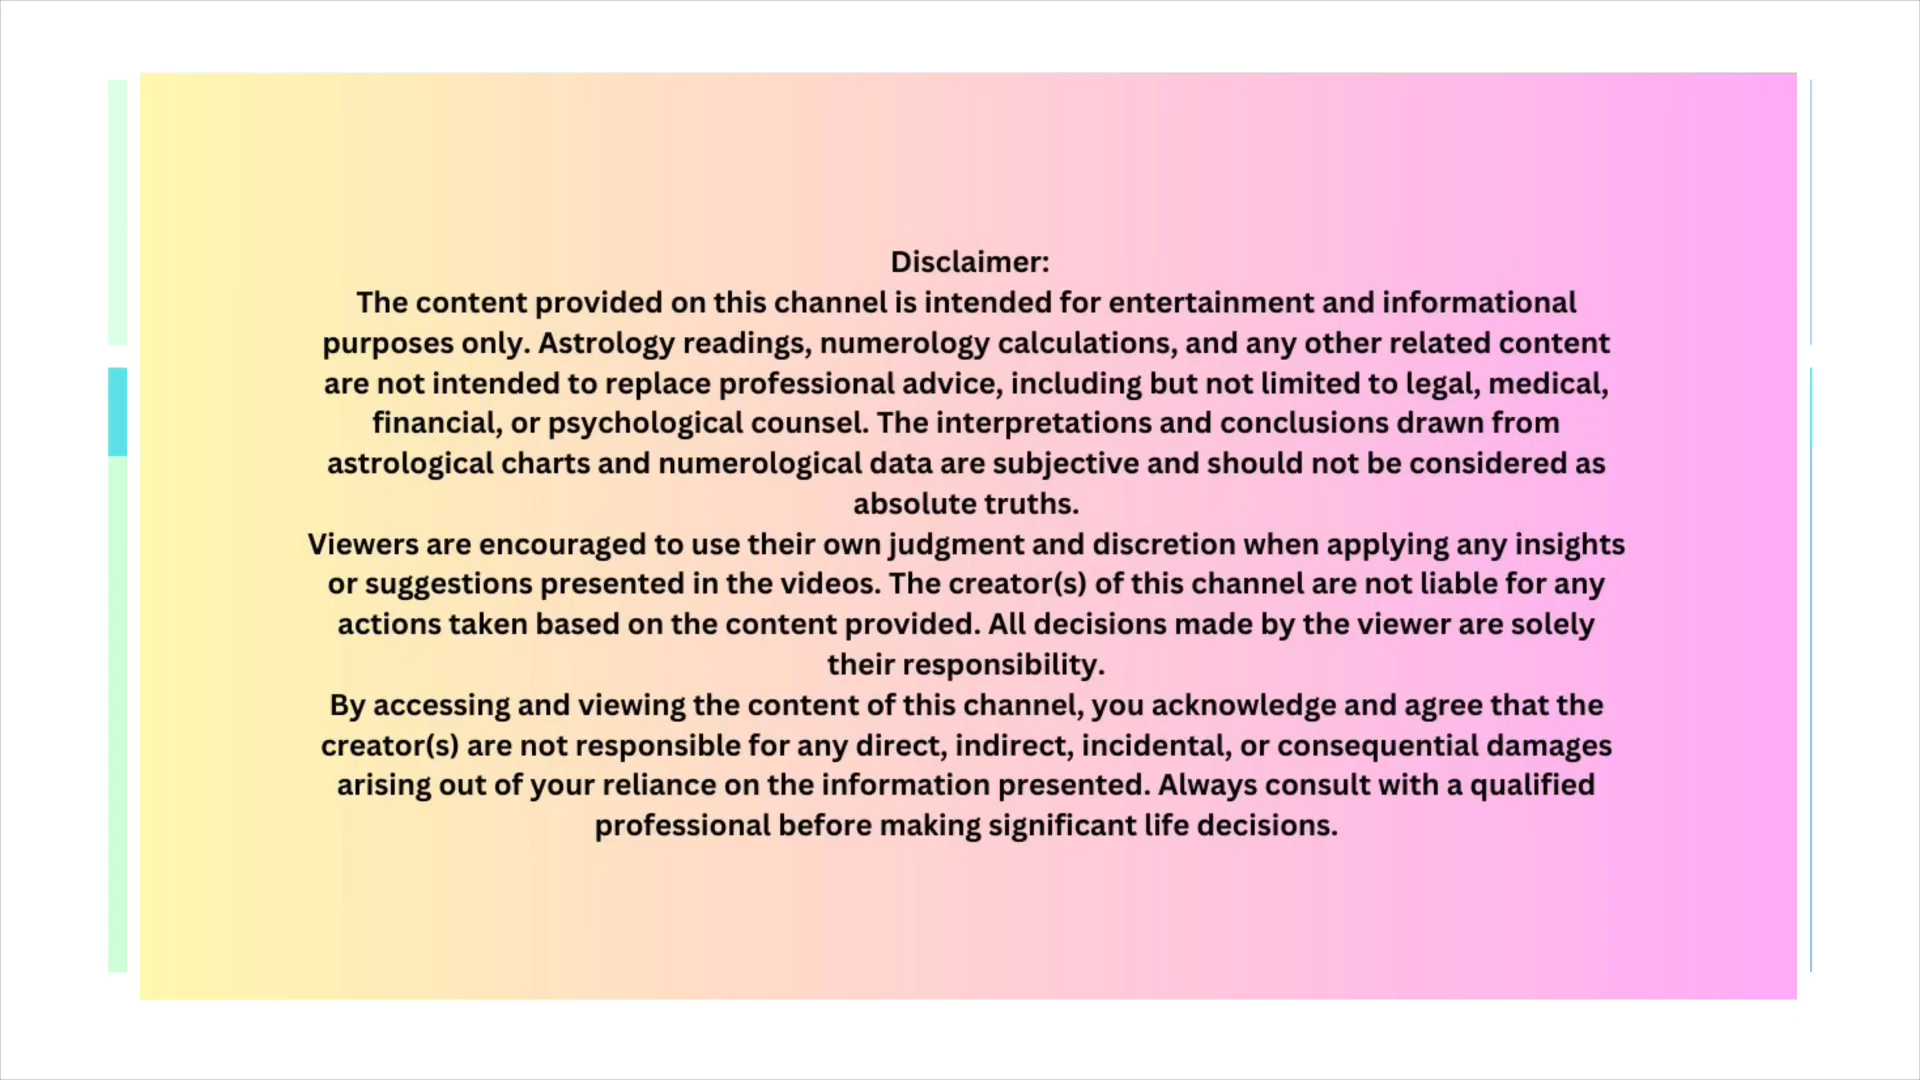 Disclaimer:
The content provided on this channel is intended for entertainment and informational
purposes only. Astrology readings, numerology calculations, and any other related content
are not intended to replace professional advice, including but not limited to legal, medical,
financial, or psychological counsel. The interpretations and conclusions drawn from
astrological charts and numerological data are subjective and should not be considered as
absolute truths.
Viewers are encouraged to use their own judgment and discretion when applying any insights
or suggestions presented in the videos. The creator(s) of this channel are not liable for any
actions taken based on the content provided. All decisions made by the viewer are solely
their responsibility.
By accessing and viewing the content of this channel, you acknowledge and agree that the
creator(s) are not responsible for any direct, indirect, incidental, or consequential damages
arising out of your reliance on the information presented. Always consult with a qualified
professional before making significant life decisions.